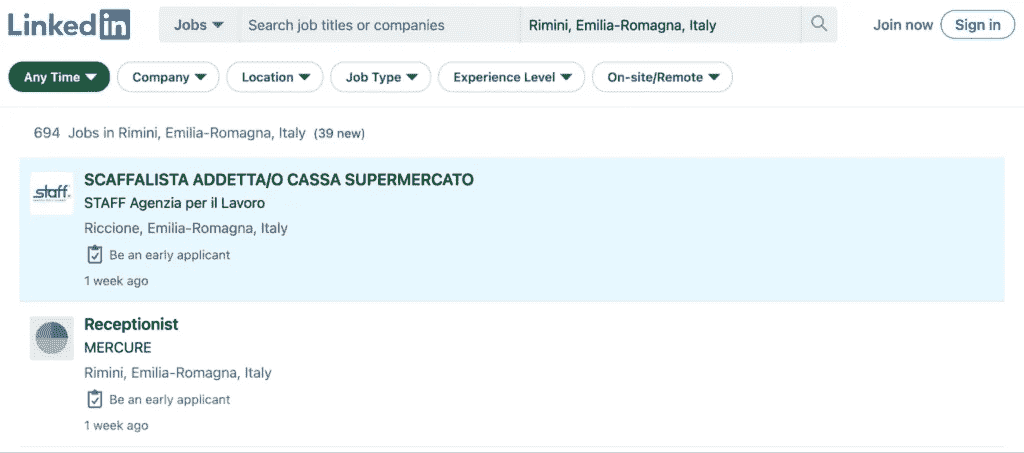 Linked in
Jobs
Search job titles or companies
Rimini, Emilia-Romagna, Italy
Join now
Sign in
Any Time
Company
Location
Job Type
Experience Level
On-site/Remote
694 Jobs in Rimini, Emilia-Romagna, Italy (39 new)
staff.
SCAFFALISTA ADDETTA/O CASSA SUPERMERCATO
STAFF Agenzia per il Lavoro
Riccione, Emilia-Romagna, Italy
Be an early applicant
1 week ago
Receptionist
MERCURE
Rimini, Emilia-Romagna, Italy
Be an early applicant
1 week ago